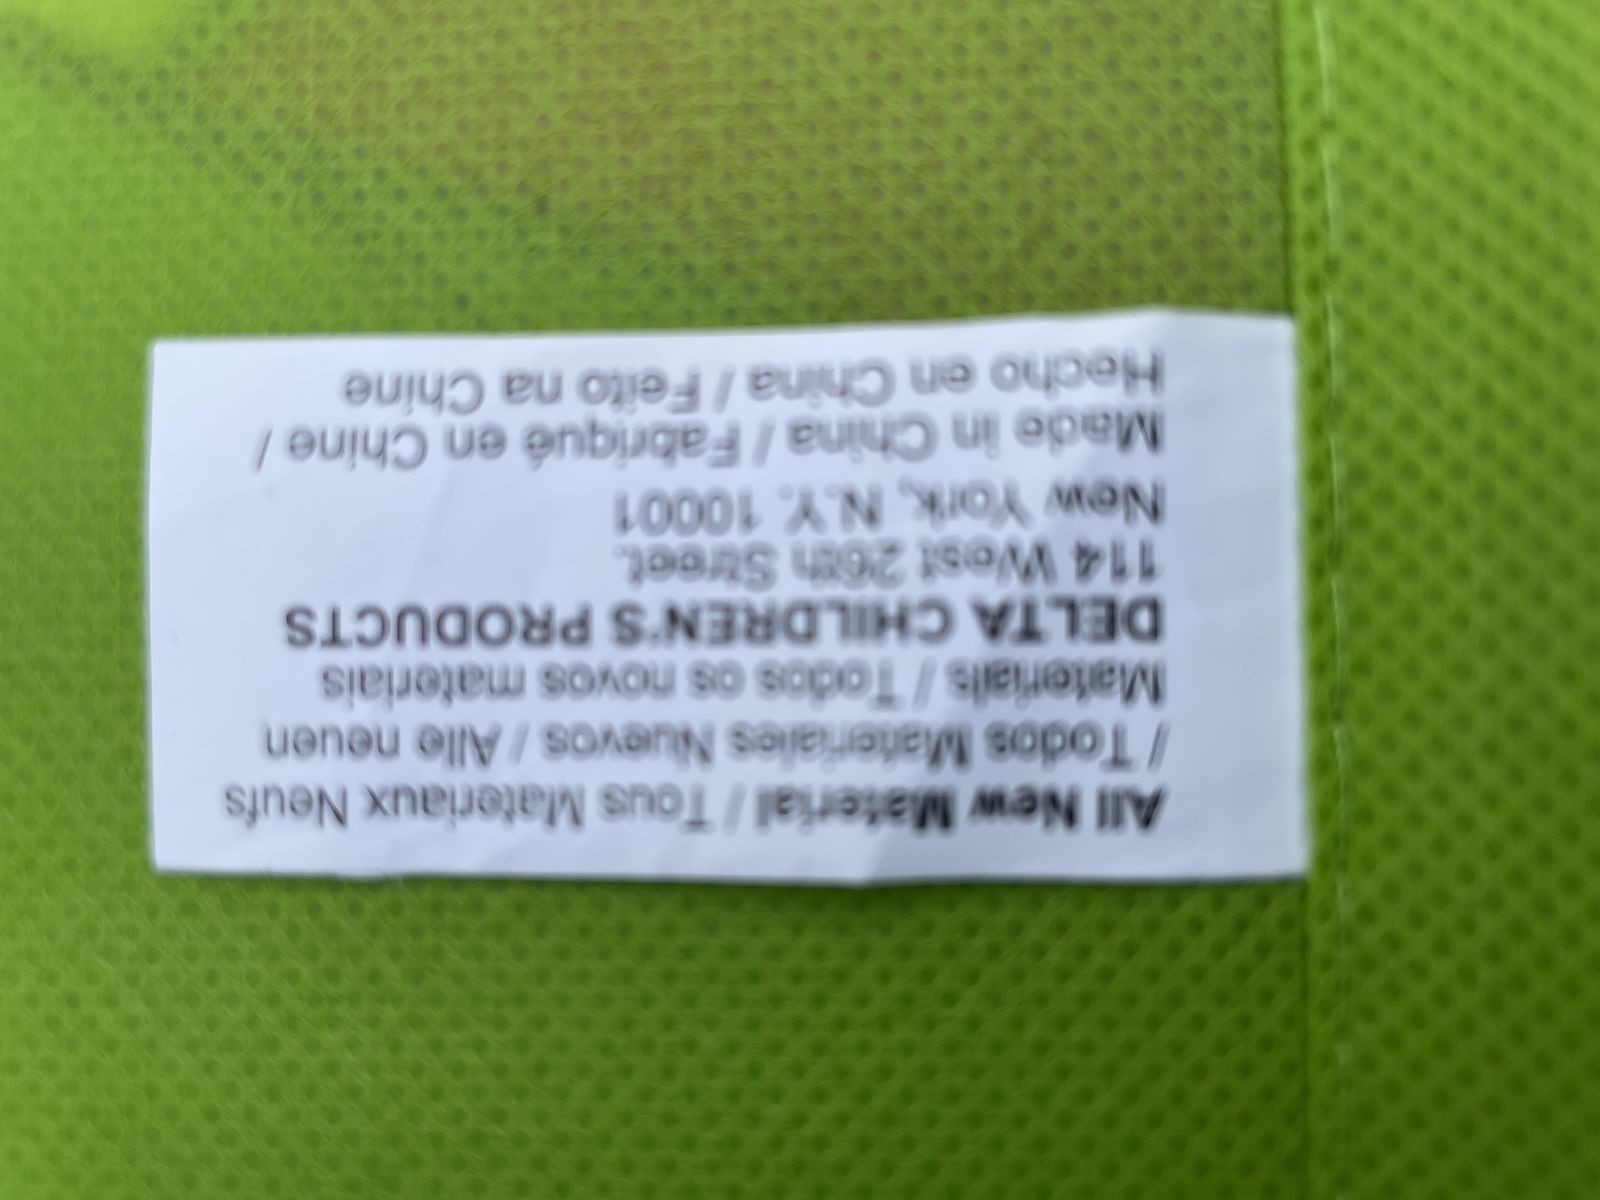 All New Material / Tous Materiaux Neufs
/ Todos Materiales Nuevos / Alle neuen
Materials / Todos os novos materiais
DELTA CHILDREN'S PRODUCTS
114 West 26th Street.
New York, N.Y. 10001
Made in China / Fabriqué en Chine /
Hecho en China / Feito na Chine